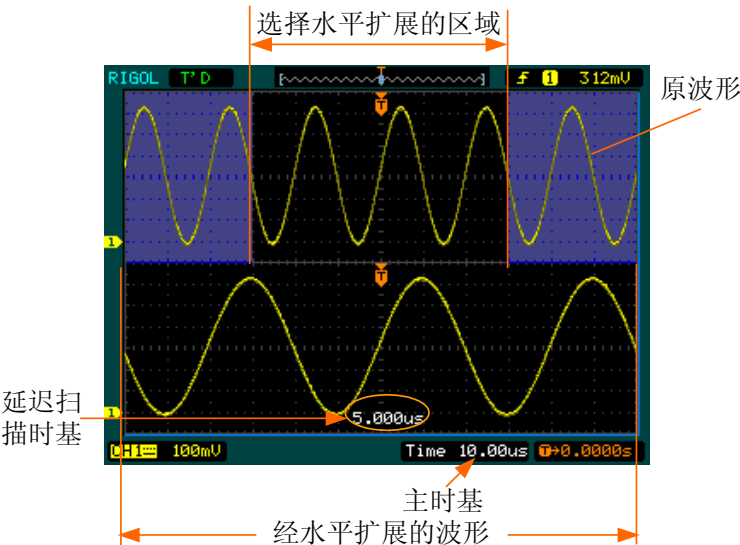 选择水平扩展的区域
RIGOL T'D T f 1 312mV
原波形
T
1
T
延迟扫
描时基
1
5.000us
CH1 100mV Time 10.00us T→0.0000s
主时基
经水平扩展的波形